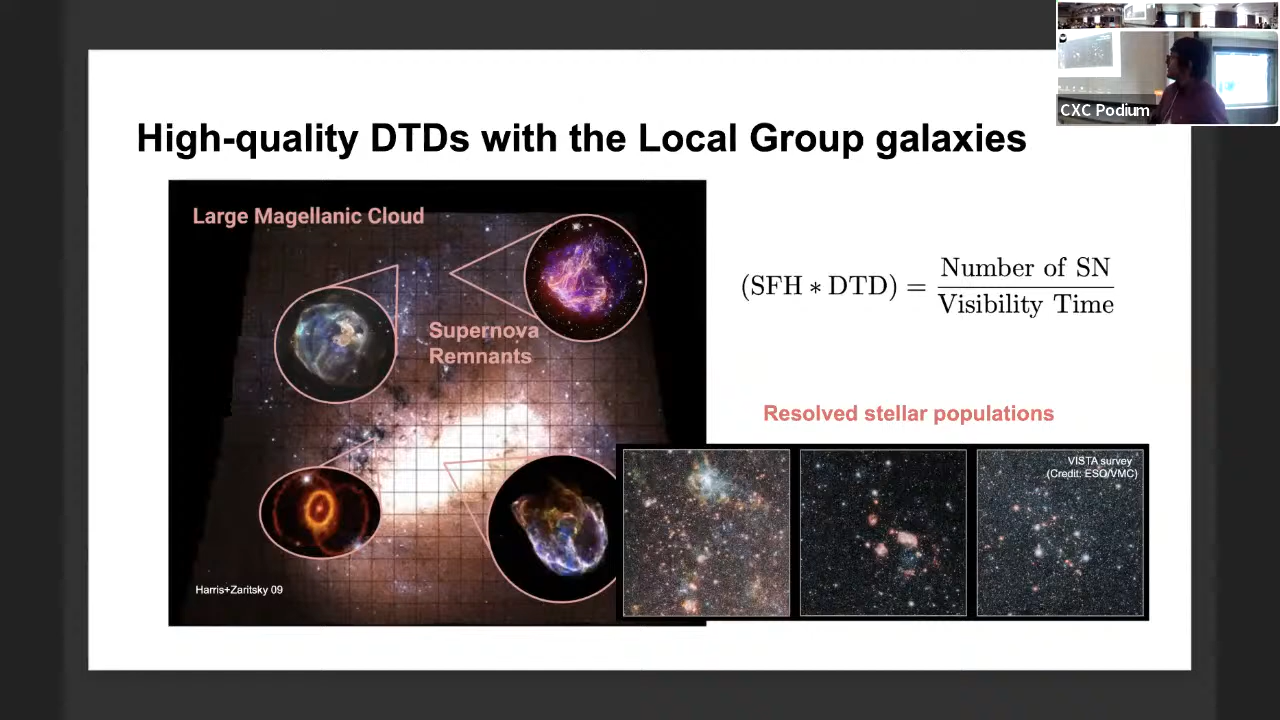 CXC Podium
High-quality DTDs with the Local Group galaxies
Large Magellanic Cloud
Supernova
Remnants
Harris+Zaritsky 09
(SFH ∗ DTD) = Number of SN / Visibility Time
Resolved stellar populations
VISTA survey
(Credit: ESO/VMC)